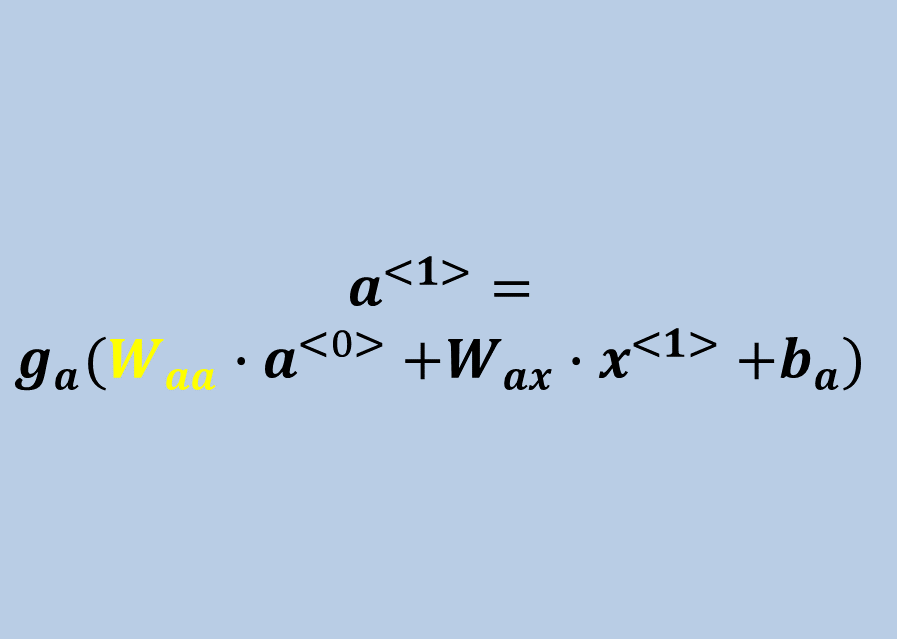 a^<1> =
g_a(W_aa · a^<0> +W_ax · x^<1> +b_a)